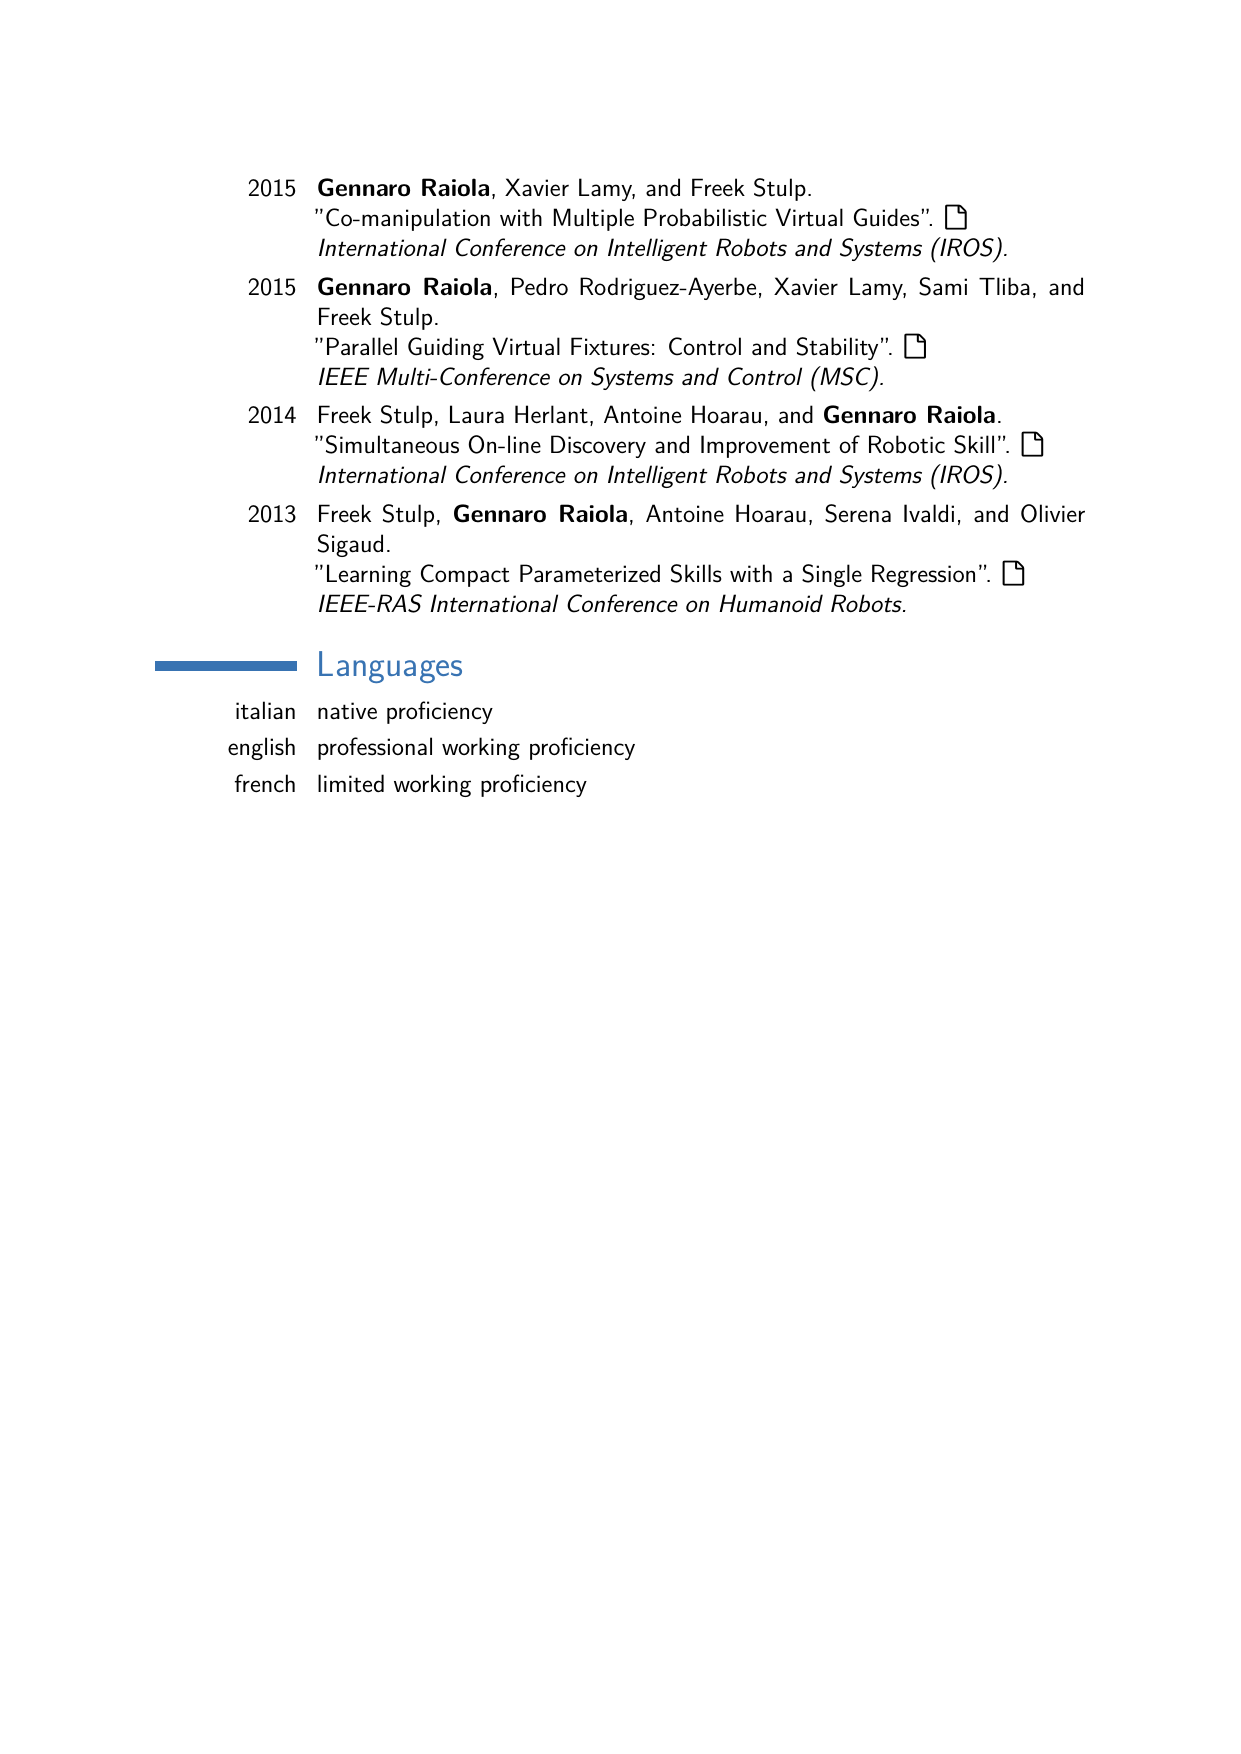 2015 Gennaro Raiola, Xavier Lamy, and Freek Stulp.
”Co-manipulation with Multiple Probabilistic Virtual Guides”.
International Conference on Intelligent Robots and Systems (IROS).
2015 Gennaro Raiola, Pedro Rodriguez-Ayerbe, Xavier Lamy, Sami Tliba, and
Freek Stulp.
”Parallel Guiding Virtual Fixtures: Control and Stability”.
IEEE Multi-Conference on Systems and Control (MSC).
2014 Freek Stulp, Laura Herlant, Antoine Hoarau, and Gennaro Raiola.
”Simultaneous On-line Discovery and Improvement of Robotic Skill”.
International Conference on Intelligent Robots and Systems (IROS).
2013 Freek Stulp, Gennaro Raiola, Antoine Hoarau, Serena Ivaldi, and Olivier
Sigaud.
”Learning Compact Parameterized Skills with a Single Regression”.
IEEE-RAS International Conference on Humanoid Robots.
Languages
italian native proficiency
english professional working proficiency
french limited working proficiency